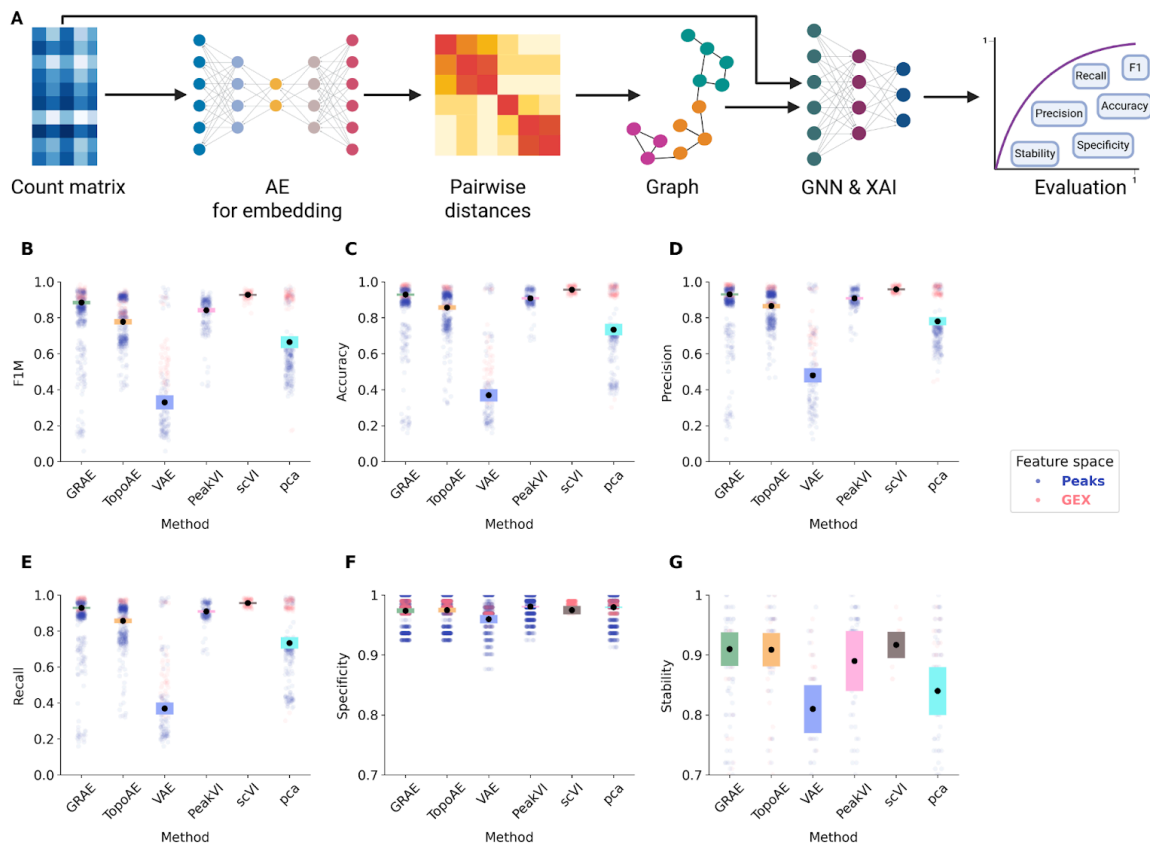 A
Count matrix
AE
for embedding
Pairwise
distances
Graph
GNN & XAI
1
F1
Recall
Accuracy
Precision
Specificity
Stability
Evaluation
1
B
1.0
0.8
0.6
0.4
0.2
0.0
F1M
GRAE
TopoAE
VAE
PeakVI
scVI
pca
Method
C
1.0
0.8
0.6
0.4
0.2
0.0
Accuracy
GRAE
TopoAE
VAE
PeakVI
scVI
pca
Method
D
1.0
0.8
0.6
0.4
0.2
0.0
Precision
GRAE
TopoAE
VAE
PeakVI
scVI
pca
Method
Feature space
Peaks
GEX
E
1.0
0.8
0.6
0.4
0.2
0.0
Recall
GRAE
TopoAE
VAE
PeakVI
scVI
pca
Method
F
1
0.9
0.8
0.7
Specificity
GRAE
TopoAE
VAE
PeakVI
scVI
pca
Method
G
1
0.9
0.8
0.7
Stability
GRAE
TopoAE
VAE
PeakVI
scVI
pca
Method